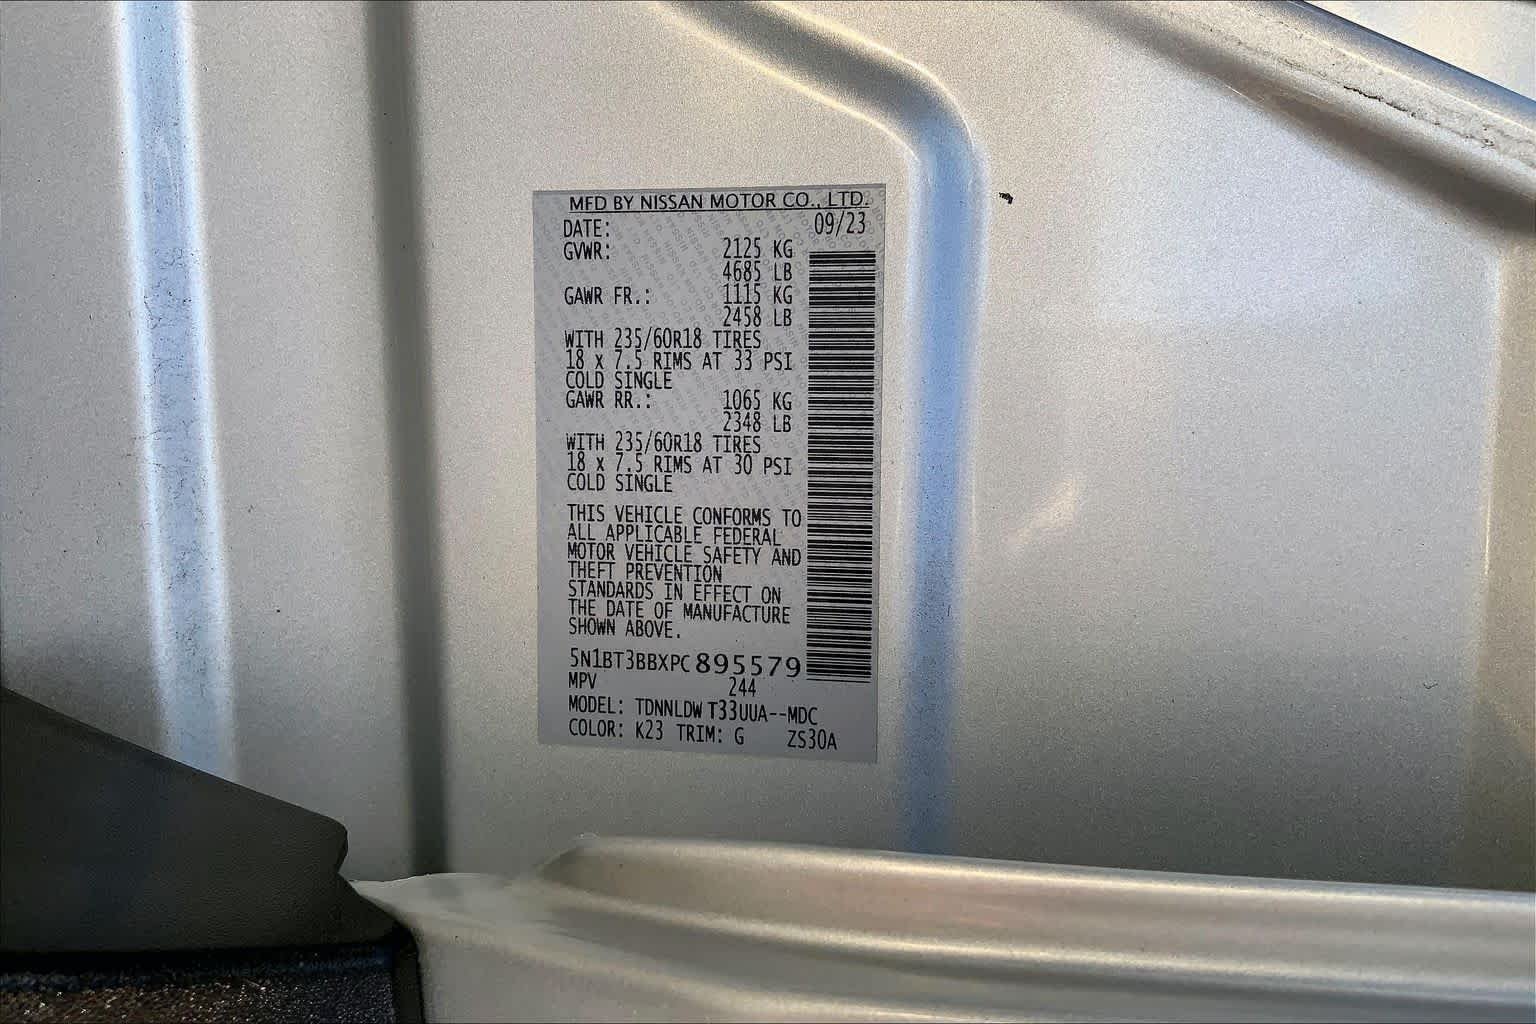 MFD BY NISSAN MOTOR CO., LTD.
DATE: 09/23
GVWR: 2125 KG
4685 LB
GAWR FR.: 1115 KG
2458 LB
WITH 235/60R18 TIRES
18 x 7.5 RIMS AT 33 PSI
COLD SINGLE
GAWR RR.: 1065 KG
2348 LB
WITH 235/60R18 TIRES
18 x 7.5 RIMS AT 30 PSI
COLD SINGLE
THIS VEHICLE CONFORMS TO
ALL APPLICABLE FEDERAL
MOTOR VEHICLE SAFETY AND
THEFT PREVENTION
STANDARDS IN EFFECT ON
THE DATE OF MANUFACTURE
SHOWN ABOVE.
5N1BT3BBXPC895579
MPV 244
MODEL: TDNNLDW T33UUA--MDC
COLOR: K23 TRIM: G ZS30A